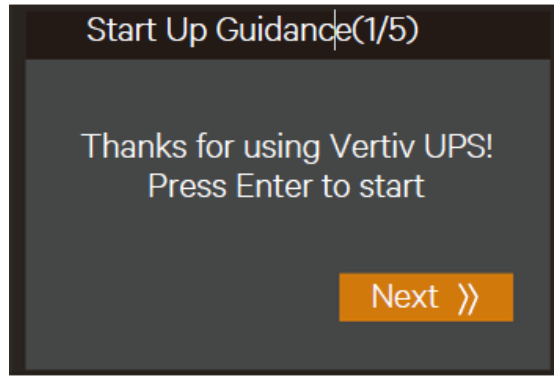 Start Up Guidance(1/5)
Thanks for using Vertiv UPS!
Press Enter to start
Next »